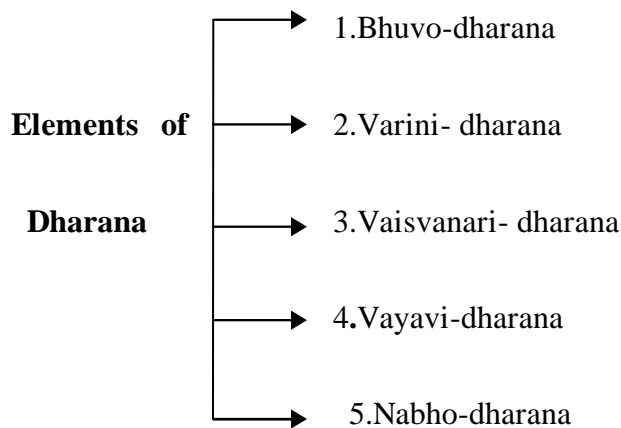 1.Bhuvo-dharana
Elements of
2.Varini- dharana
Dharana
3.Vaisvanari- dharana
4.Vayavi-dharana
5.Nabho-dharana